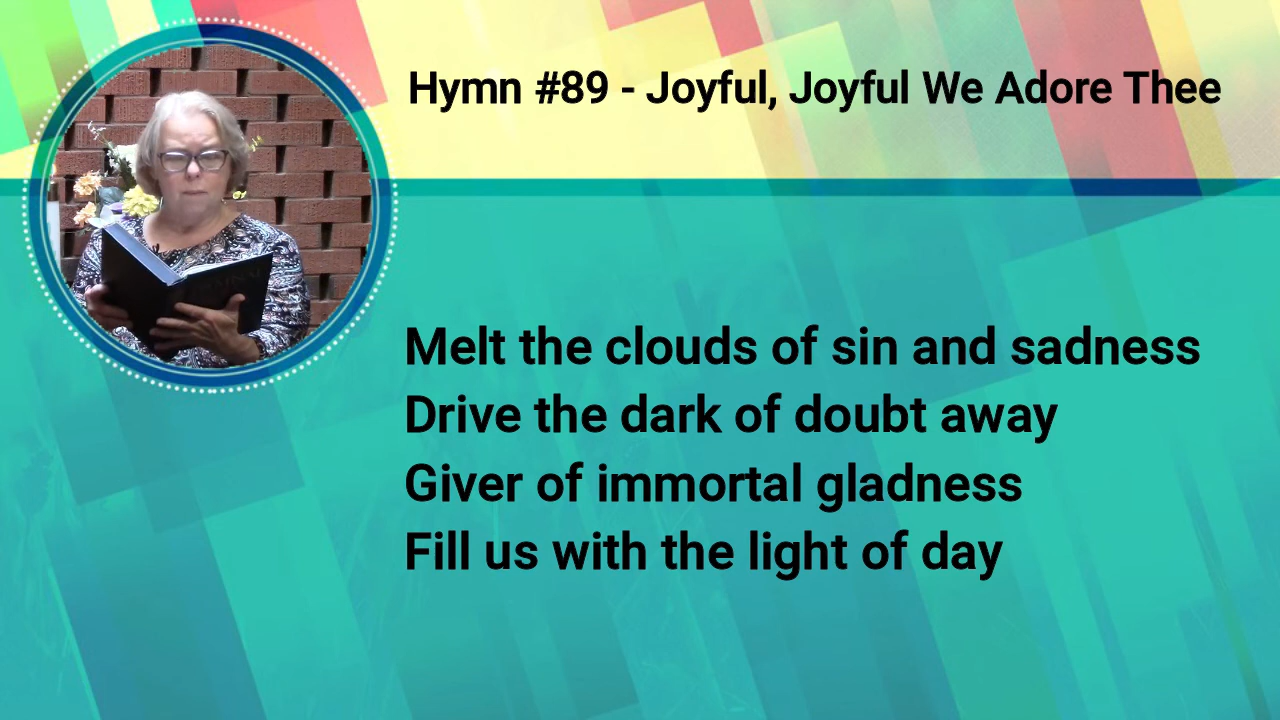 Hymn #89 - Joyful, Joyful We Adore Thee
Melt the clouds of sin and sadness
Drive the dark of doubt away
Giver of immortal gladness
Fill us with the light of day